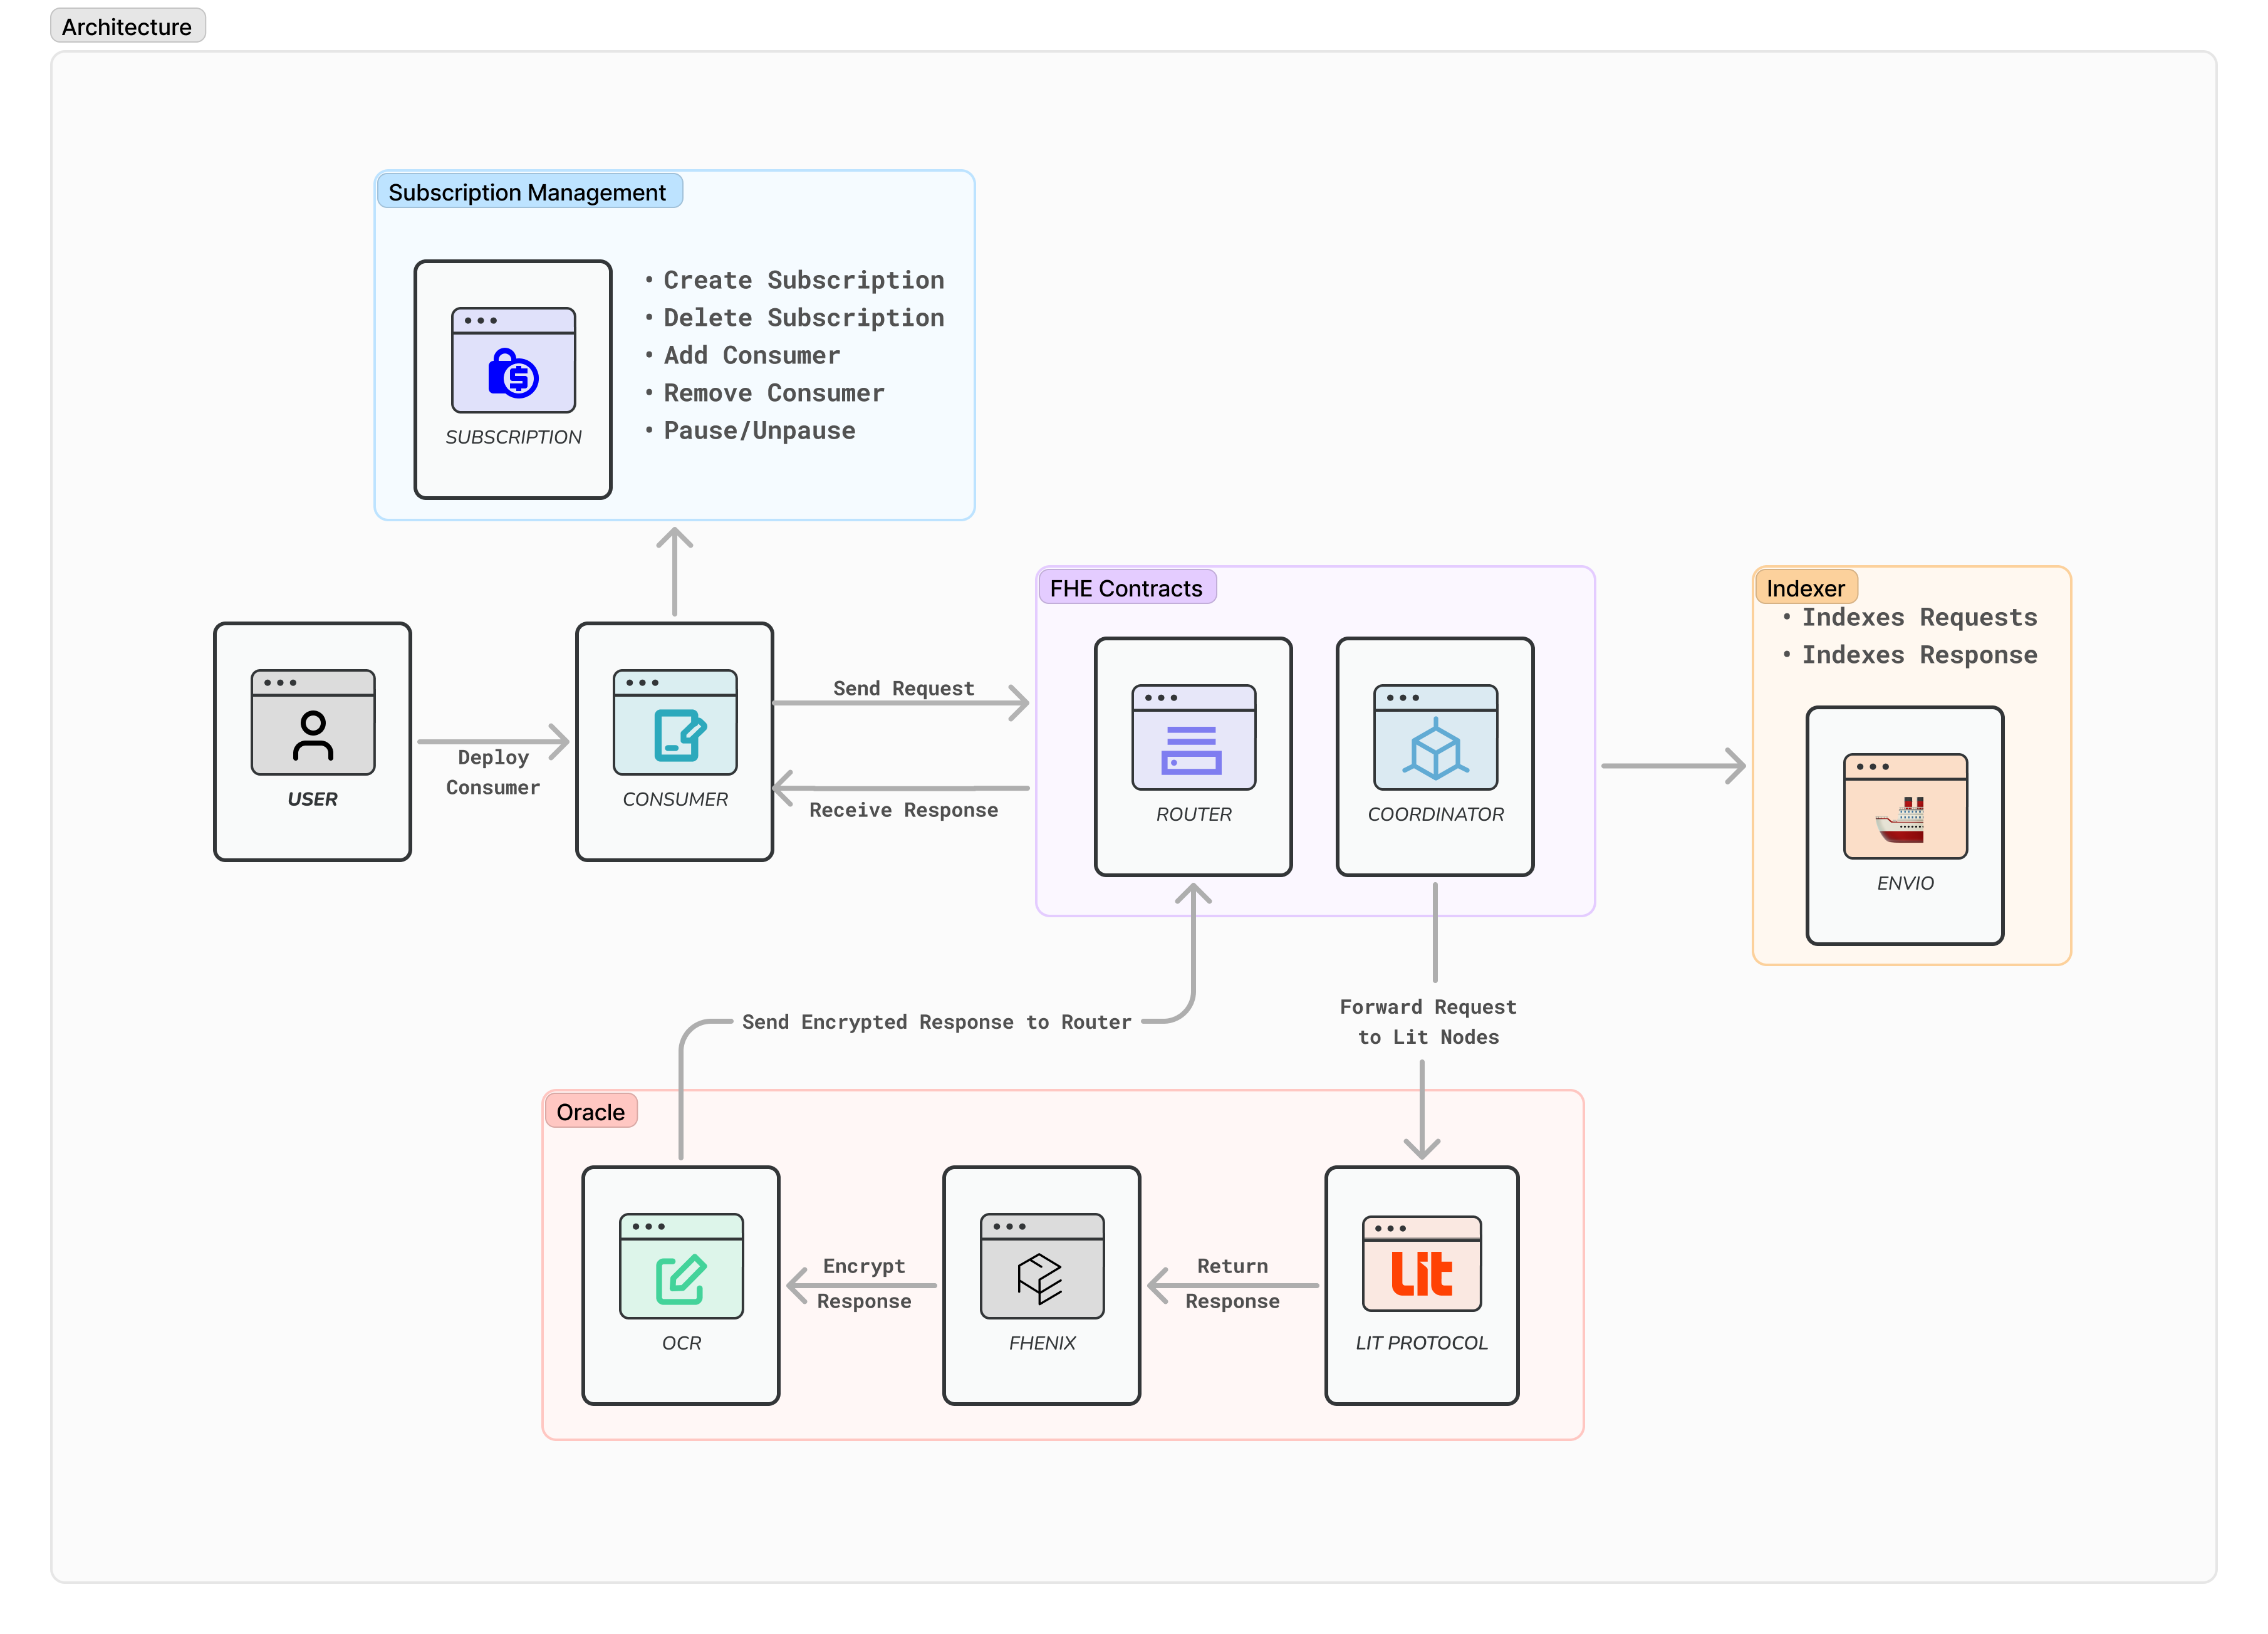 Architecture
Subscription Management
• Create Subscription
• Delete Subscription
• Add Consumer
• Remove Consumer
• Pause/Unpause
SUBSCRIPTION
USER
Deploy
Consumer
CONSUMER
Send Request
Receive Response
FHE Contracts
ROUTER
COORDINATOR
Indexer
• Indexes Requests
• Indexes Response
ENVIO
Send Encrypted Response to Router
Forward Request
to Lit Nodes
Oracle
OCR
Encrypt
Response
FHENIX
Return
Response
Lit
LIT PROTOCOL